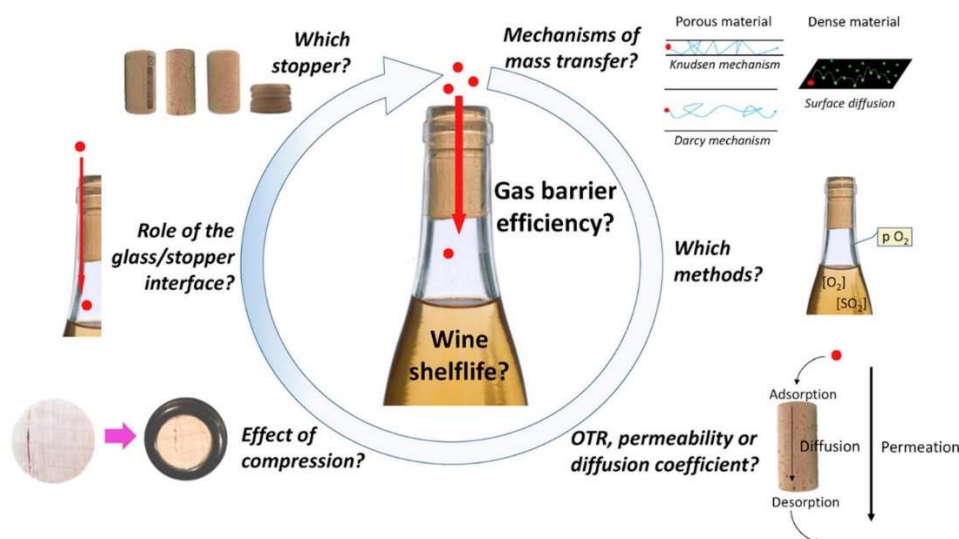 Which
stopper?
Mechanisms of
mass transfer?
Porous material
Knudsen mechanism
Darcy mechanism
Dense material
Surface diffusion
Gas barrier
efficiency?
Role of the
glass/stopper
interface?
Which
methods?
p O₂
[O₂]
[SO₂]
Wine
shelflife?
Effect of
compression?
OTR, permeability or
diffusion coefficient?
Adsorption
Diffusion
Desorption
Permeation